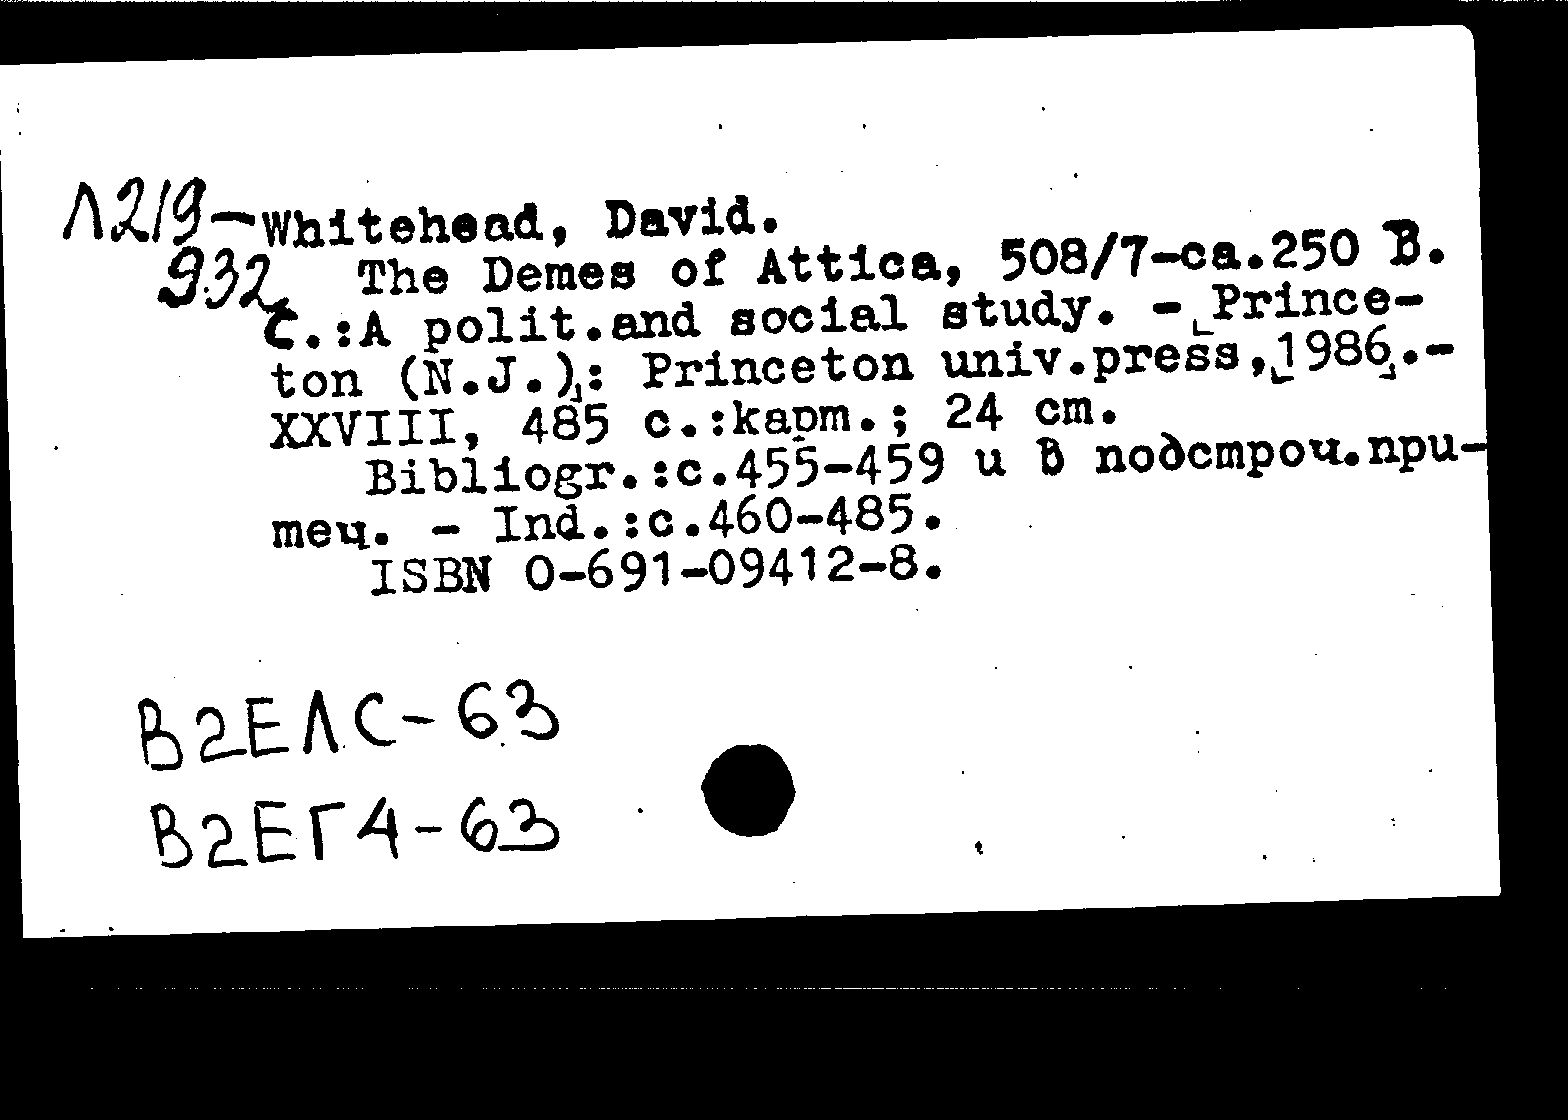 Л219-
932
Whitehead, David.
The Demes of Attica, 508/7-ca.250 B.
C.:A polit.and social study. - [Prince-
ton (N.J.)]: Princeton univ.press,[1986].-
XXVIII, 485 с.:карт.; 24 cm.
Bibliogr.:с.455-459 и в подстроч.при-
меч. - Ind.:с.460-485.
ISBN 0-691-09412-8.
В2ЕЛС-63
В2ЕГ4-63